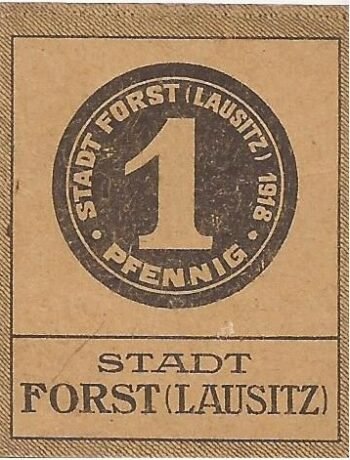 STADT FORST (LAUSITZ) 1918
1
PFENNIG
STADT
FORST (LAUSITZ)